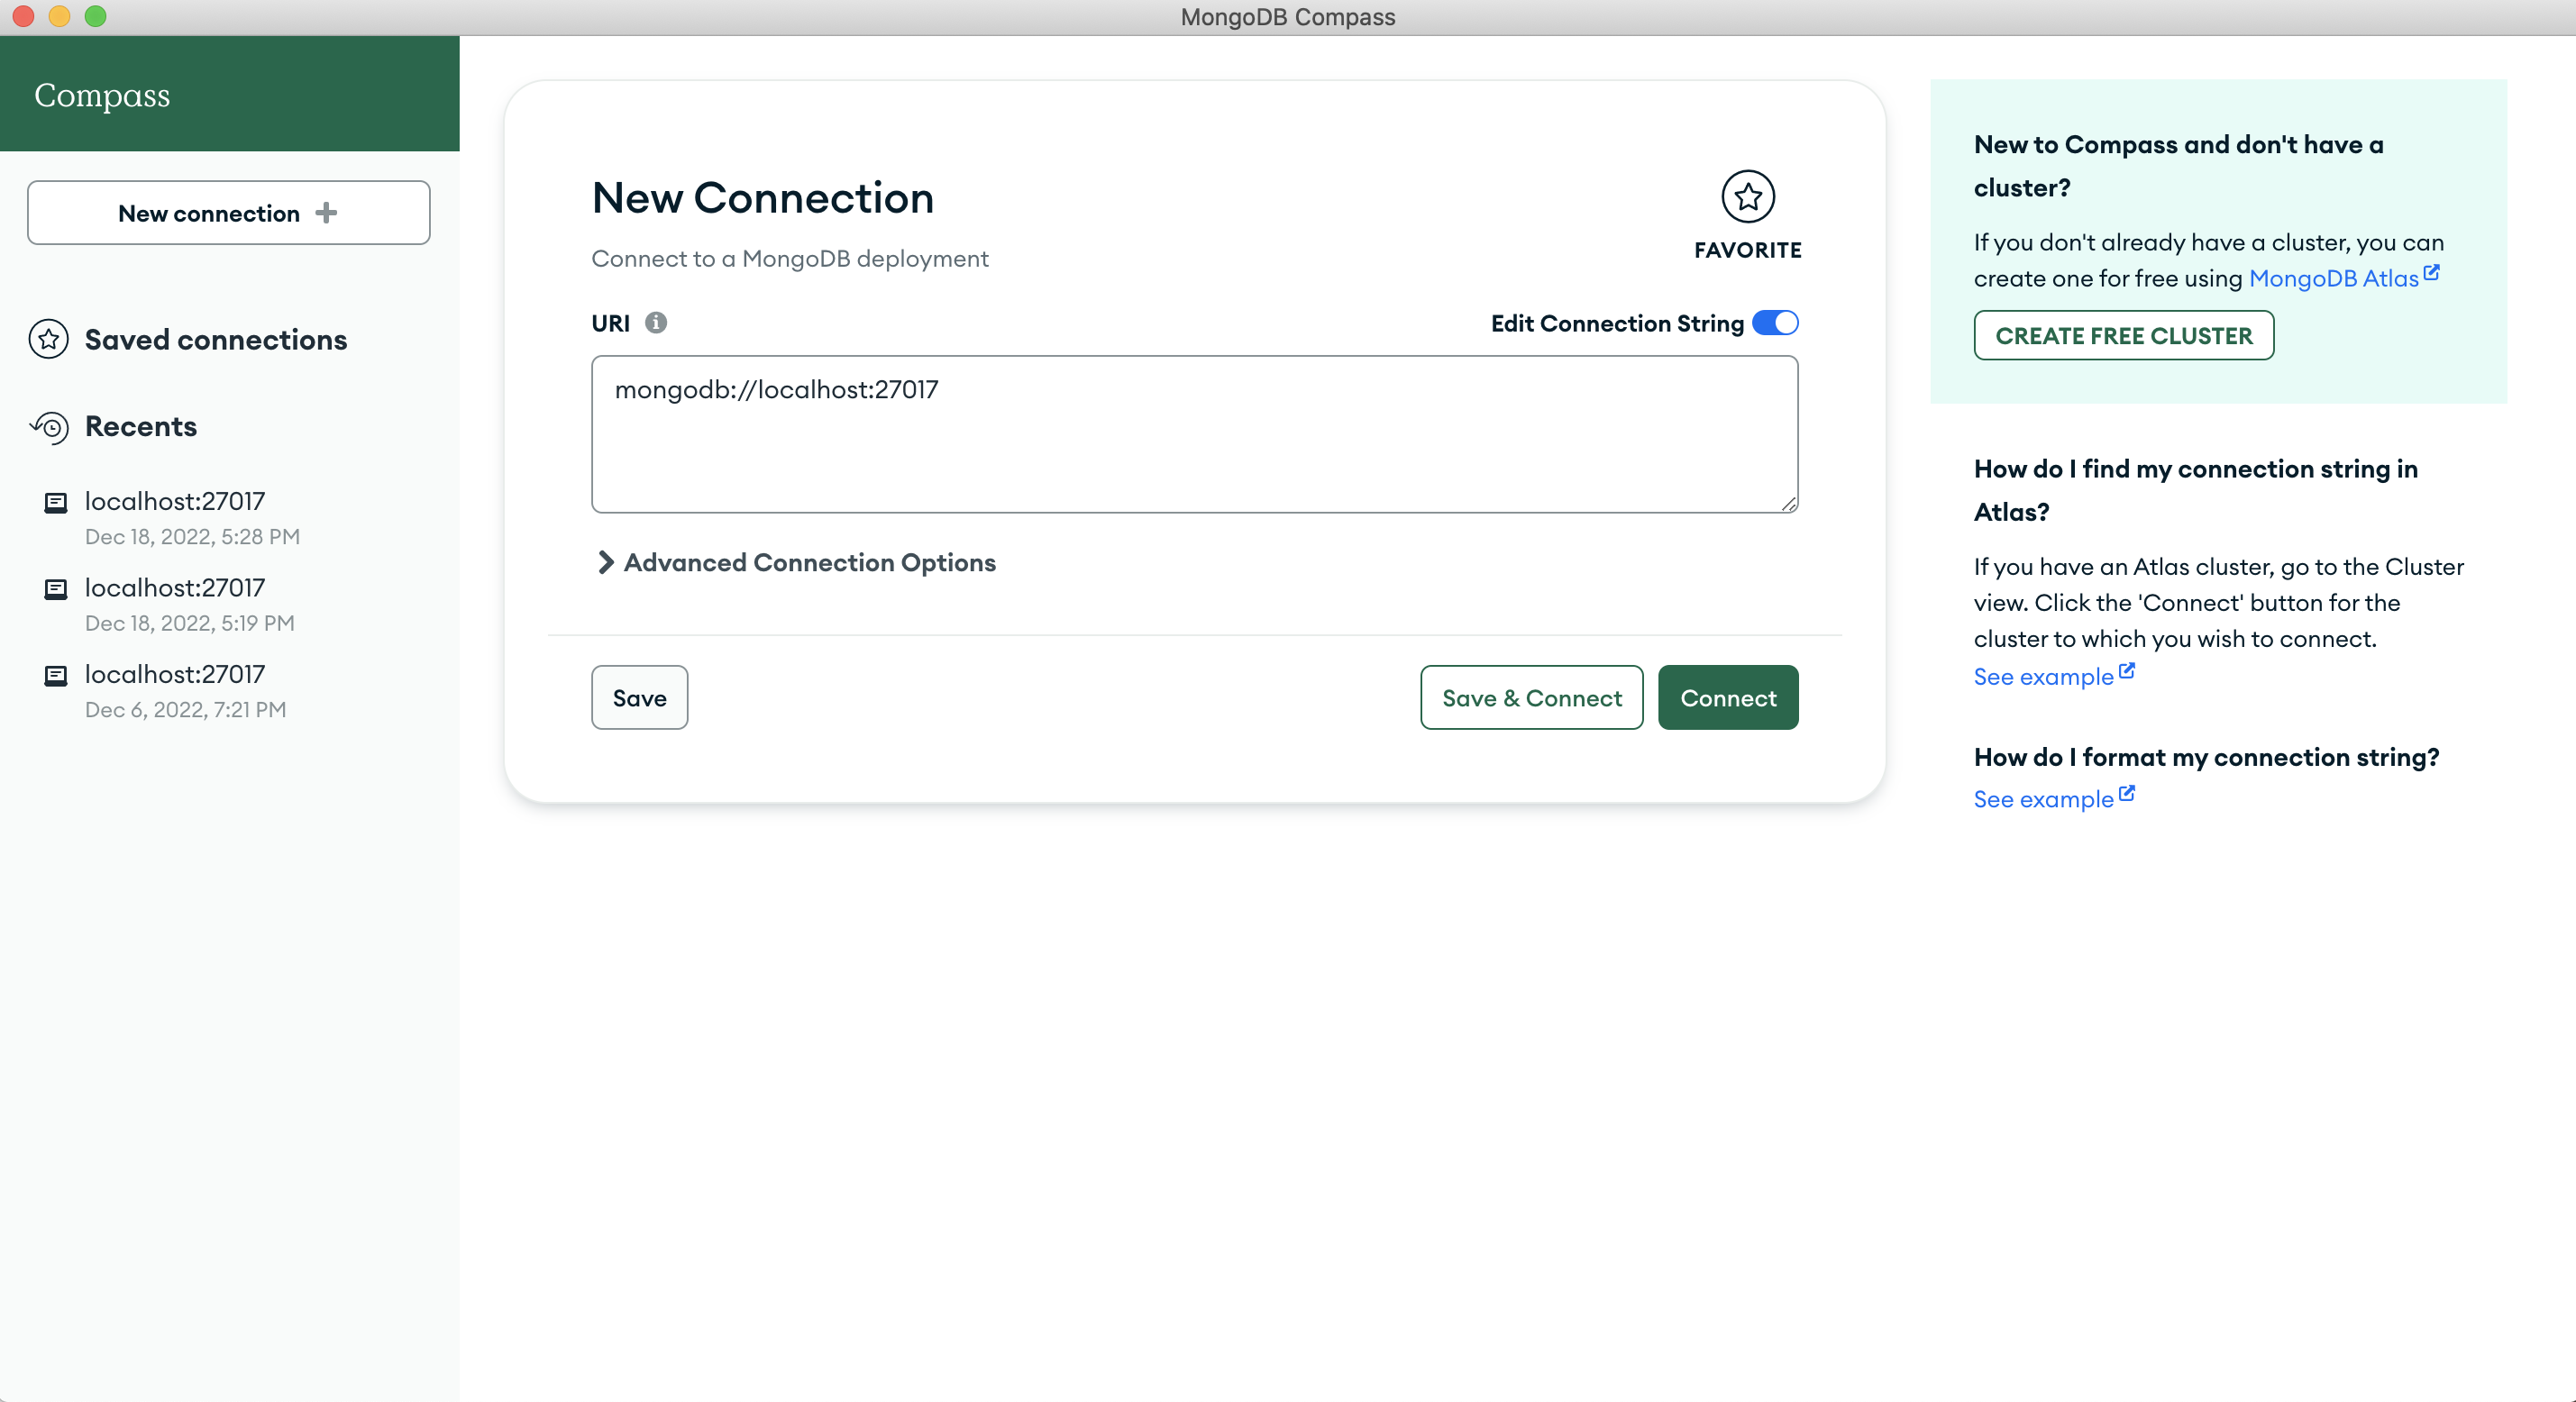 MongoDB Compass
Compass
New connection
Saved connections
Recents
localhost:27017
Dec 18, 2022, 5:28 PM
localhost:27017
Dec 18, 2022, 5:19 PM
localhost:27017
Dec 6, 2022, 7:21 PM
New Connection
Connect to a MongoDB deployment
FAVORITE
URI
Edit Connection String
mongodb://localhost:27017
Advanced Connection Options
Save
Save & Connect
Connect
New to Compass and don't have a
cluster?
If you don't already have a cluster, you can
create one for free using MongoDB Atlas
CREATE FREE CLUSTER
How do I find my connection string in
Atlas?
If you have an Atlas cluster, go to the Cluster
view. Click the 'Connect' button for the
cluster to which you wish to connect.
See example
How do I format my connection string?
See example